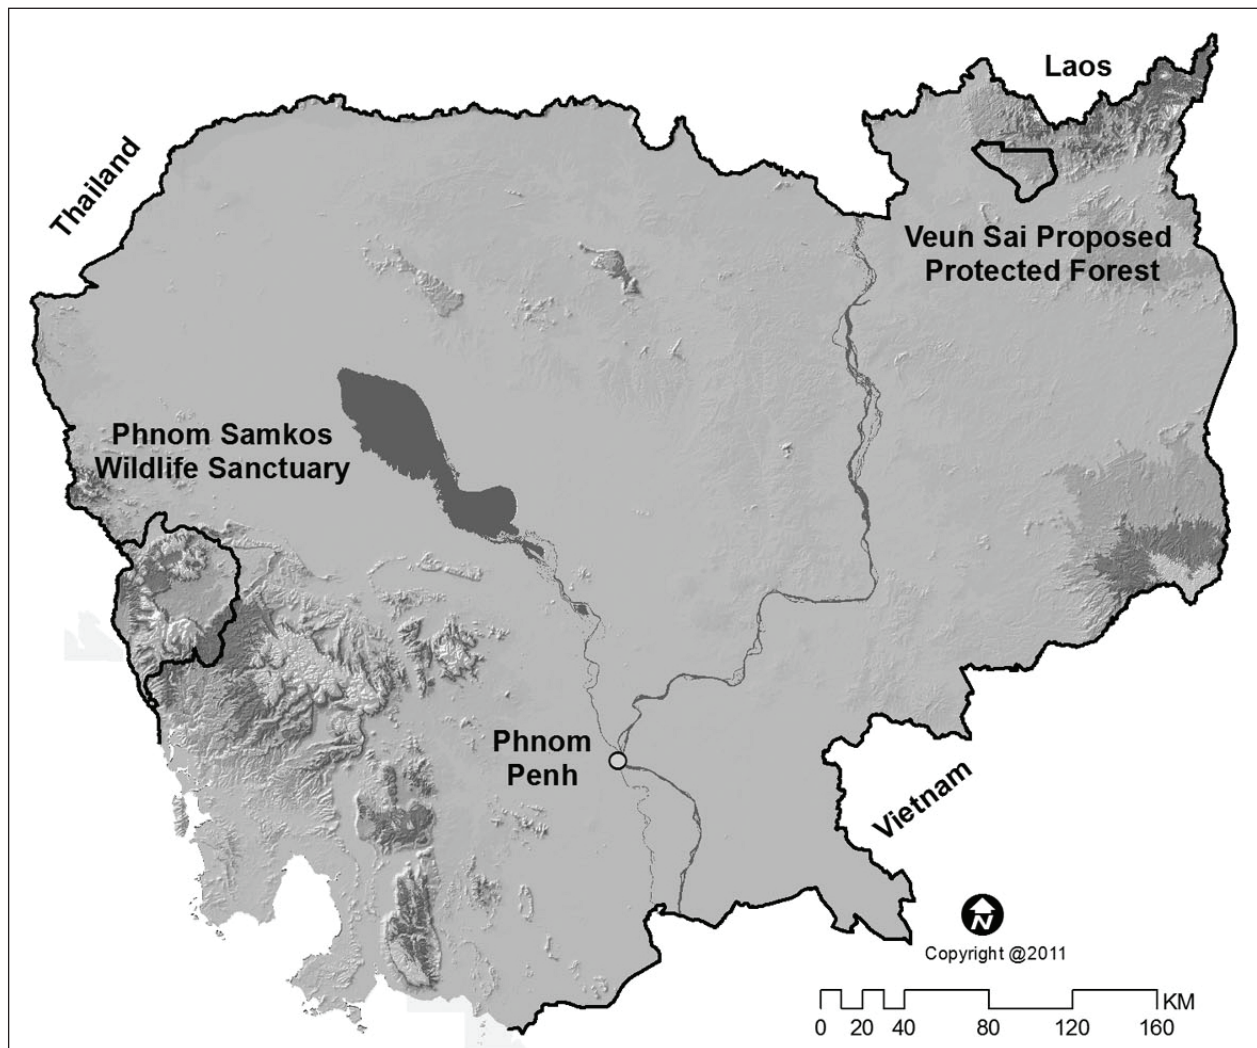 Laos
Thailand
Veun Sai Proposed
Protected Forest
Phnom Samkos
Wildlife Sanctuary
Phnom
Penh
Vietnam
N
Copyright @2011
KM
0 20 40 80 120 160